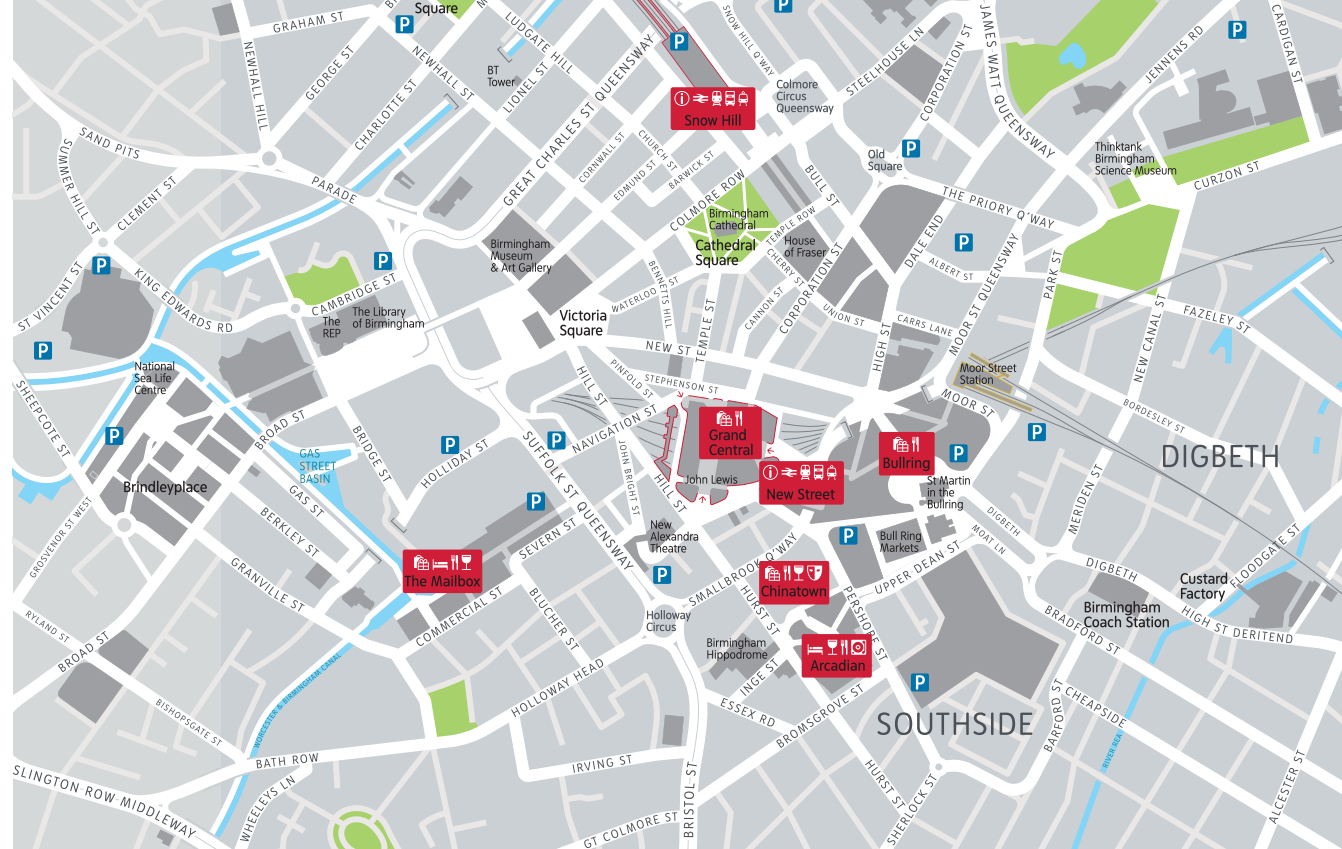 Square
GRAHAM ST
NEWHALL HILL
GEORGE ST
NEWHALL ST
LUDGATE HILL
BT
Tower
LIONEL ST
CHARLOTTE ST
GREAT CHARLES ST QUEENSWAY
SNOW HILL Q'WAY
P
P
P
P
Snow Hill
Colmore
Circus
Queensway
STEELHOUSE LN
CORPORATION ST
JAMES WATT QUEENSWAY
JENNENS RD
CARDIGAN ST
SAND PITS
SUMMER HILL ST
CLEMENT ST
PARADE
CORNWALL ST
CHURCH ST
EDMUND ST
BARWICK ST
COLMORE ROW
BULL ST
Old
Square
P
Thinktank
Birmingham
Science Museum
CURZON ST
THE PRIORY Q'WAY
Birmingham
Cathedral
Cathedral
Square
TEMPLE ROW
House
of Fraser
CHERRY ST
CORPORATION ST
DALE END
P
ALBERT ST
MOOR ST QUEENSWAY
PARK ST
P
P
ST VINCENT ST
KING EDWARDS RD
CAMBRIDGE ST
Birmingham
Museum
& Art Gallery
BENNETTS HILL
WATERLOO ST
TEMPLE ST
CANNON ST
UNION ST
CARRS LANE
HIGH ST
NEW CANAL ST
FAZELEY ST
The
REP
The Library
of Birmingham
Victoria
Square
NEW ST
P
National
Sea Life
Centre
SHEEPCOTE ST
PINFOLD ST
STEPHENSON ST
HILL ST
Moor Street
Station
MOOR ST
BORDESLEY ST
BROAD ST
BRIDGE ST
P
P
HOLLIDAY ST
P
NAVIGATION ST
Grand
Central
Bullring
P
P
DIGBETH
GAS
STREET
BASIN
SUFFOLK ST QUEENSWAY
JOHN BRIGHT ST
HILL ST
John Lewis
New Street
St Martin
in the
Bullring
MERIDEN ST
Brindleyplace
GAS ST
P
GROSVENOR ST WEST
BERKLEY ST
SEVERN ST
New
Alexandra
Theatre
SMALLBROOK Q'WAY
P
Bull Ring
Markets
DIGBETH
MOAT LN
FLOODGATE ST
GRANVILLE ST
The Mailbox
P
Chinatown
UPPER DEAN ST
DIGBETH
Custard
Factory
RYLAND ST
BROAD ST
COMMERCIAL ST
BLUCHER ST
Holloway
Circus
HURST ST
PERSHORE ST
Birmingham
Coach Station
BRADFORD ST
HIGH ST DERITEND
Birmingham
Hippodrome
Arcadian
WORCESTER & BIRMINGHAM CANAL
HOLLOWAY HEAD
INGE ST
P
CHEAPSIDE
BISHOPSGATE ST
ESSEX RD
BROMSGROVE ST
SOUTHSIDE
BARFORD ST
RIVER REA
BATH ROW
IRVING ST
HURST ST
SHERLOCK ST
ALCESTER ST
SLINGTON ROW MIDDLEWAY
WHEELEYS LN
GT COLMORE ST
BRISTOL ST